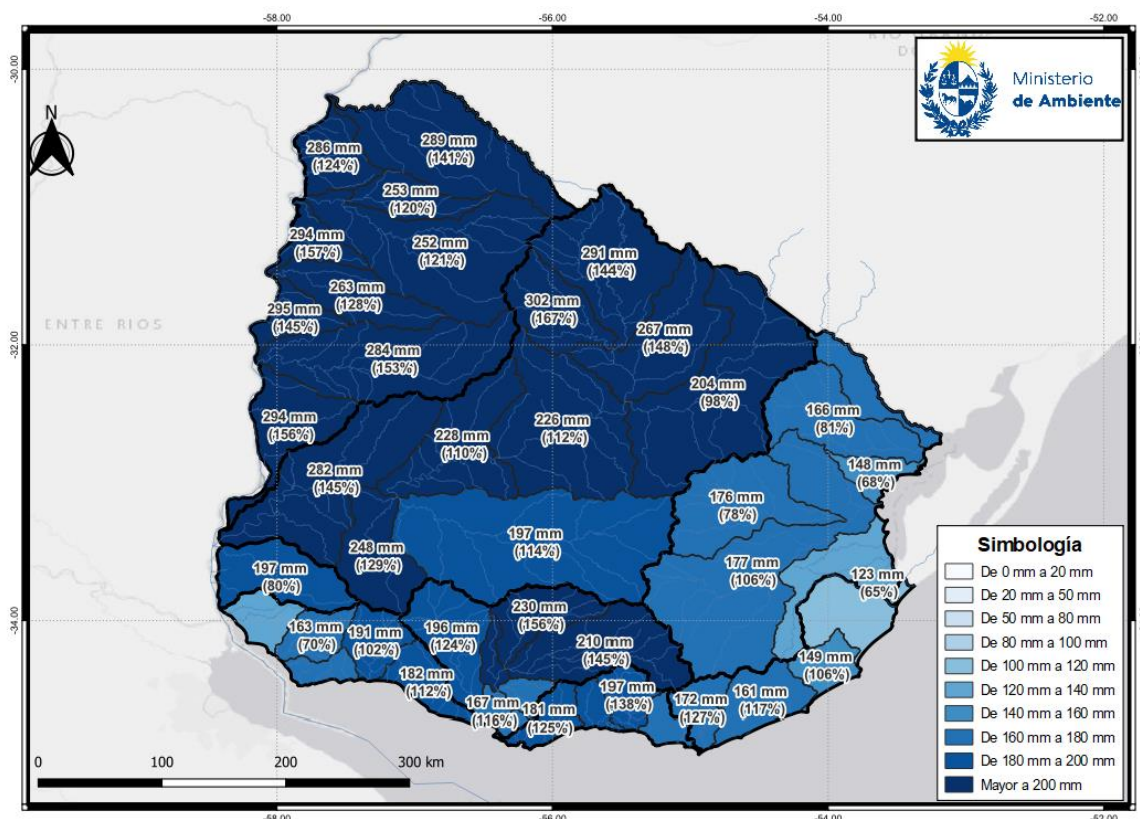 -58.00
-56.00
-54.00
-52.00
-30.00
-32.00
-34.00
N
Ministerio
de Ambiente
ENTRE RIOS
286 mm
(124%)
289 mm
(141%)
253 mm
(120%)
294 mm
(157%)
252 mm
(121%)
291 mm
(144%)
263 mm
(128%)
295 mm
(145%)
302 mm
(167%)
267 mm
(148%)
284 mm
(153%)
204 mm
(98%)
294 mm
(156%)
228 mm
(110%)
226 mm
(112%)
166 mm
(81%)
282 mm
(145%)
148 mm
(68%)
176 mm
(78%)
197 mm
(114%)
248 mm
(129%)
177 mm
(106%)
197 mm
(80%)
123 mm
(65%)
163 mm
(70%)
191 mm
(102%)
196 mm
(124%)
230 mm
(156%)
210 mm
(145%)
149 mm
(106%)
182 mm
(112%)
167 mm
(116%)
181 mm
(125%)
197 mm
(138%)
172 mm
(127%)
161 mm
(117%)
Simbología
De 0 mm a 20 mm
De 20 mm a 50 mm
De 50 mm a 80 mm
De 80 mm a 100 mm
De 100 mm a 120 mm
De 120 mm a 140 mm
De 140 mm a 160 mm
De 160 mm a 180 mm
De 180 mm a 200 mm
Mayor a 200 mm
0 100 200 300 km
-58.00
-56.00
-54.00
-52.00